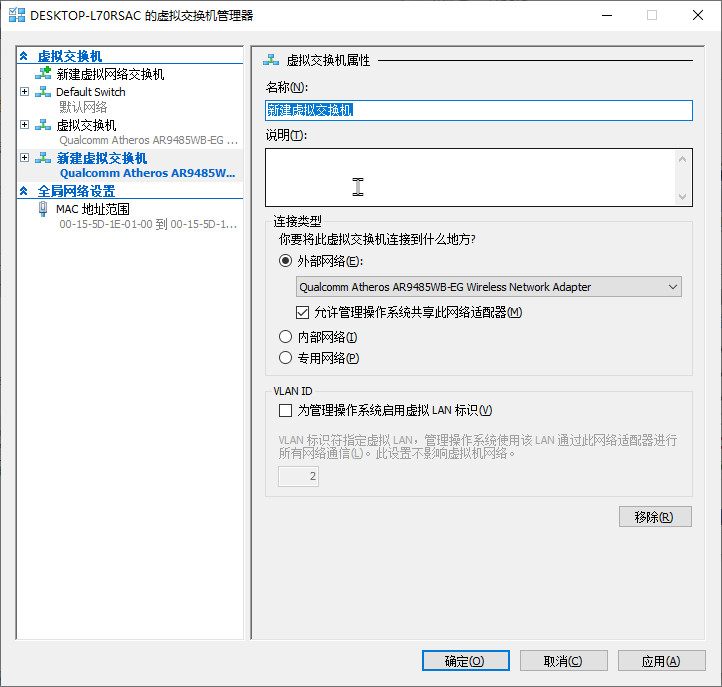 DESKTOP-L70RSAC 的虚拟交换机管理器
虚拟交换机
新建虚拟网络交换机
Default Switch
默认网络
虚拟交换机
Qualcomm Atheros AR9485WB-EG ...
新建虚拟交换机
Qualcomm Atheros AR9485W...
全局网络设置
MAC 地址范围
00-15-5D-1E-01-00 到 00-15-5D-1...
虚拟交换机属性
名称(N):
新建虚拟交换机
说明(T):
连接类型
你要将此虚拟交换机连接到什么地方?
外部网络(E):
Qualcomm Atheros AR9485WB-EG Wireless Network Adapter
允许管理操作系统共享此网络适配器(M)
内部网络(I)
专用网络(P)
VLAN ID
为管理操作系统启用虚拟 LAN 标识(V)
VLAN 标识符指定虚拟 LAN，管理操作系统使用该 LAN 通过此网络适配器进行
所有网络通信(L)。此设置不影响虚拟机网络。
2
移除(R)
确定(O)
取消(C)
应用(A)